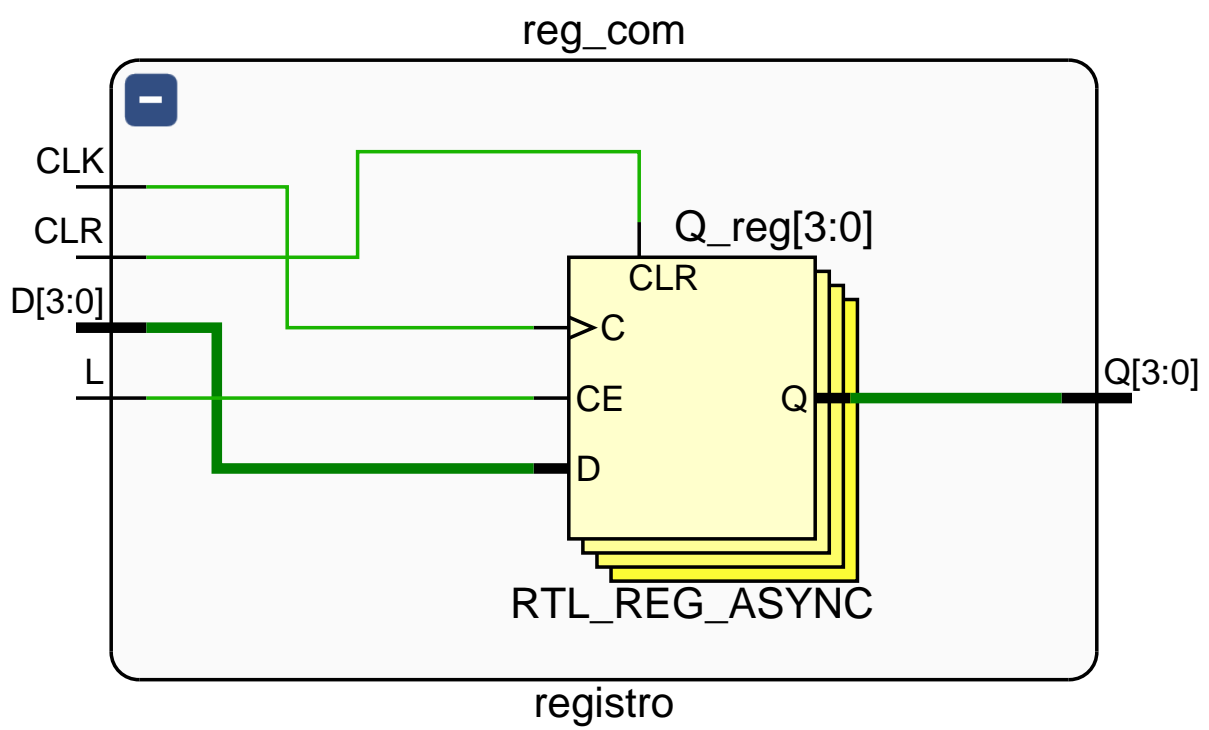 reg_com
CLK
CLR
Q_reg[3:0]
CLR
D[3:0]
C
L
CE
Q
Q[3:0]
D
RTL_REG_ASYNC
registro